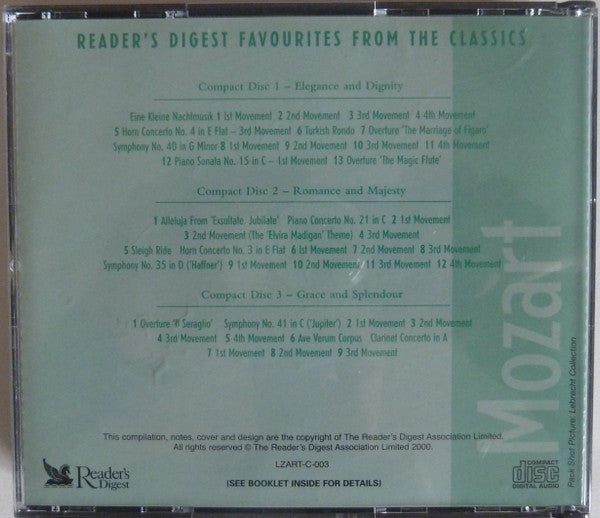 READER'S DIGEST FAVOURITES FROM THE CLASSICS
Compact Disc 1 – Elegance and Dignity
Eine Kleine Nachtmusik 1 1st Movement 2 2nd Movement 3 3rd Movement 4 4th Movement
5 Horn Concerto No. 4 in E Flat – 3rd Movement 6 Turkish Rondo 7 Overture 'The Marriage of Figaro'
Symphony No. 40 in G Minor 8 1st Movement 9 2nd Movement 10 3rd Movement 11 4th Movement
12 Piano Sonata No. 15 in C – 1st Movement 13 Overture 'The Magic Flute'
Compact Disc 2 – Romance and Majesty
1 Alleluja From 'Exsultate, Jubilate' Piano Concerto No. 21 in C 2 1st Movement
3 2nd Movement (The 'Elvira Madigan' Theme) 4 3rd Movement
5 Sleigh Ride Horn Concerto No. 3 in E Flat 6 1st Movement 7 2nd Movement 8 3rd Movement
Symphony No. 35 in D ('Haffner') 9 1st Movement 10 2nd Movement 11 3rd Movement 12 4th Movement
Compact Disc 3 – Grace and Splendour
1 Overture 'Il Seraglio' Symphony No. 41 in C ('Jupiter') 2 1st Movement 3 2nd Movement
4 3rd Movement 5 4th Movement 6 Ave Verum Corpus Clarinet Concerto in A
7 1st Movement 8 2nd Movement 9 3rd Movement
Mozart
Pack Shot Picture: Lebrecht Collection
This compilation, notes, cover and design are the copyright of The Reader's Digest Association Limited.
All rights reserved © The Reader's Digest Association Limited 2000.
LZART-C-003
(SEE BOOKLET INSIDE FOR DETAILS)
Reader's
Digest
COMPACT
disc
DIGITAL AUDIO